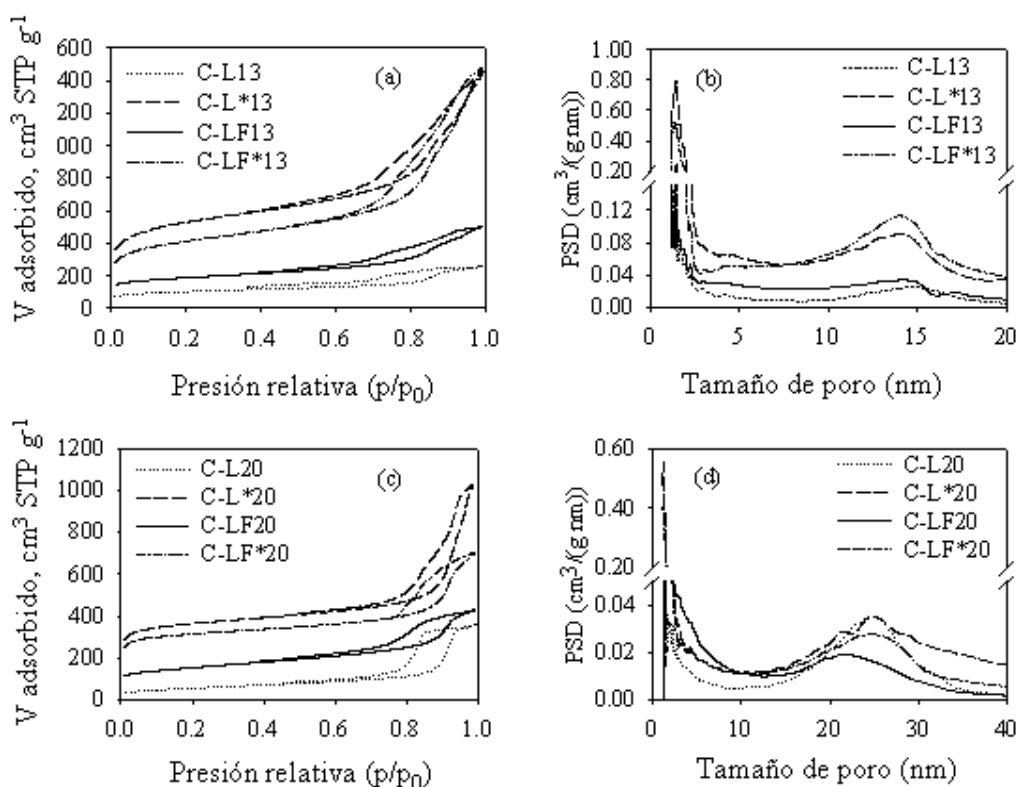 V adsorbido, cm³ STP g⁻¹
600
400
200
000
800
600
400
200
0
C-L13
C-L*13
C-LF13
C-LF*13
(a)
0.0 0.2 0.4 0.6 0.8 1.0
Presión relativa (p/p₀)
PSD (cm³/(g nm))
1.00
0.80
0.60
0.40
0.20
0.12
0.08
0.04
0.00
(b)
C-L13
C-L*13
C-LF13
C-LF*13
5 10 15 20
Tamaño de poro (nm)
V adsorbido, cm³ STP g⁻¹
1200
1000
800
600
400
200
0
C-L20
C-L*20
C-LF20
C-LF*20
(c)
0.0 0.2 0.4 0.6 0.8 1.0
Presión relativa (p/p₀)
PSD (cm³/(g nm))
0.60
0.40
0.20
0.04
0.02
0.00
(d)
C-L20
C-L*20
C-LF20
C-LF*20
0 10 20 30 40
Tamaño de poro (nm)